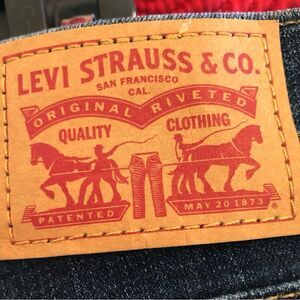 LEVI STRAUSS & CO.
SAN FRANCISCO
CAL.
ORIGINAL RIVETED
QUALITY CLOTHING
PATENTED MAY 20 1873 ®